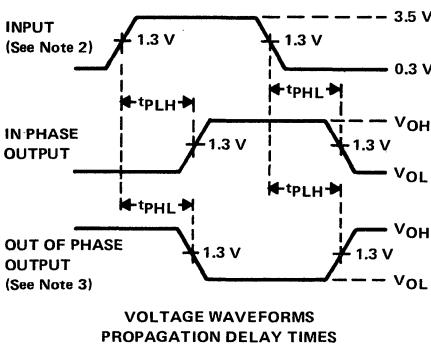 3.5 V
INPUT
(See Note 2)
1.3 V
1.3 V
0.3 V
tPLH
tPHL
IN PHASE
OUTPUT
VOH
1.3 V
1.3 V
VOL
tPHL
tPLH
OUT OF PHASE
OUTPUT
(See Note 3)
VOH
1.3 V
1.3 V
VOL
VOLTAGE WAVEFORMS
PROPAGATION DELAY TIMES